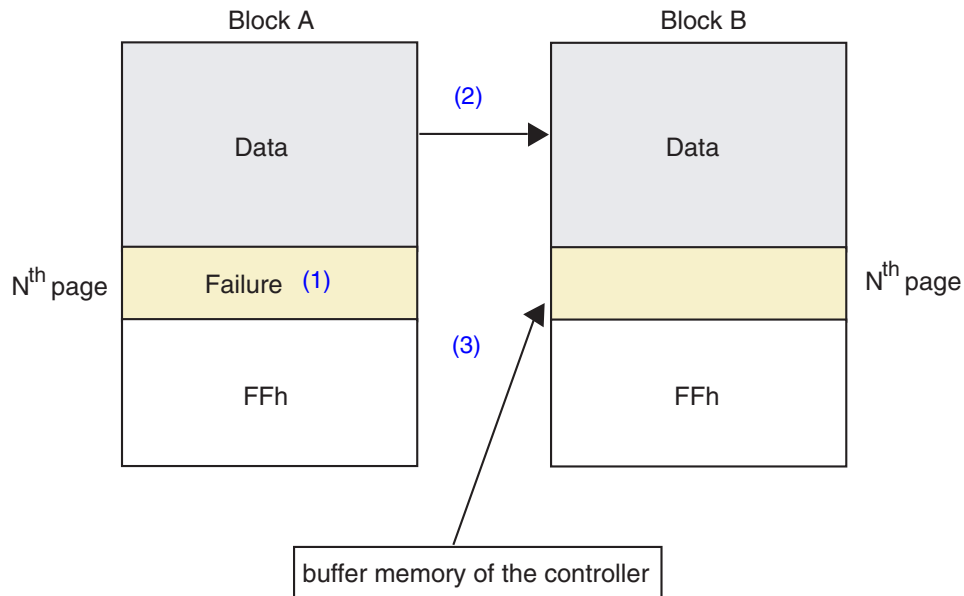 Block A
Block B
(2)
Data
Data
Nth page
Failure (1)
Nth page
(3)
FFh
FFh
buffer memory of the controller